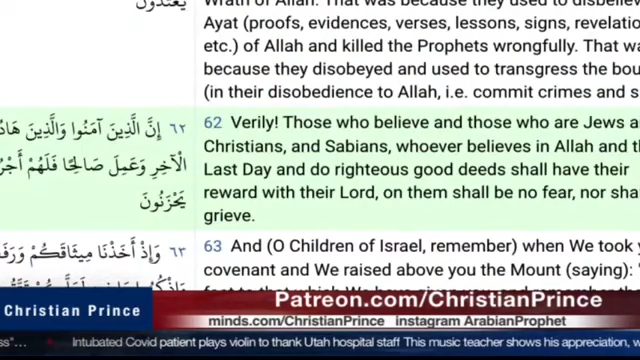 يَعْتَدُونَ
Wrath of Allah. That was because they used to
Ayat (proofs, evidences, verses, lessons, signs,
etc.) of Allah and killed the Prophets wrongfully. That
because they disobeyed and used to transgress the
(in their disobedience to Allah, i.e. commit crimes and
٦٢ إِنَّ الَّذِينَ آمَنُوا وَالَّذِينَ
الْآخِرِ وَعَمِلَ صَالِحًا فَلَهُمْ
يَحْزَنُونَ
62 Verily! Those who believe and those who are Jews
Christians, and Sabians, whoever believes in Allah and
Last Day and do righteous good deeds shall have their
reward with their Lord, on them shall be no fear, nor
grieve.
٦٣ وَإِذْ أَخَذْنَا مِيثَاقَكُمْ
63 And (O Children of Israel, remember) when We took
covenant and We raised above you the Mount (saying):
Christian Prince
Patreon.com/ChristianPrince
minds.com/ChristianPrince instagram ArabianProphet
Intubated Covid patient plays violin to thank Utah hospital staff This music teacher shows his appreciation,